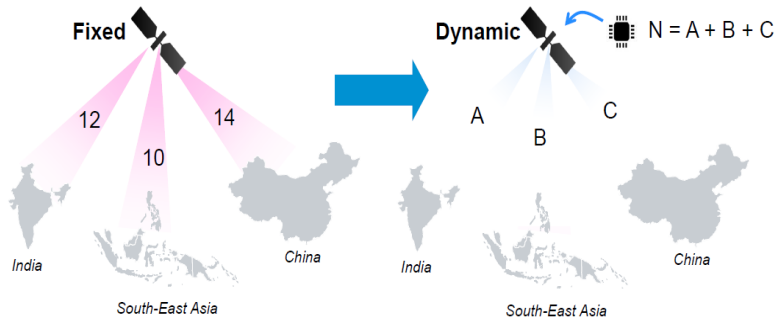 Fixed
12
10
14
India
South-East Asia
China
Dynamic
N = A + B + C
A
B
C
India
South-East Asia
China